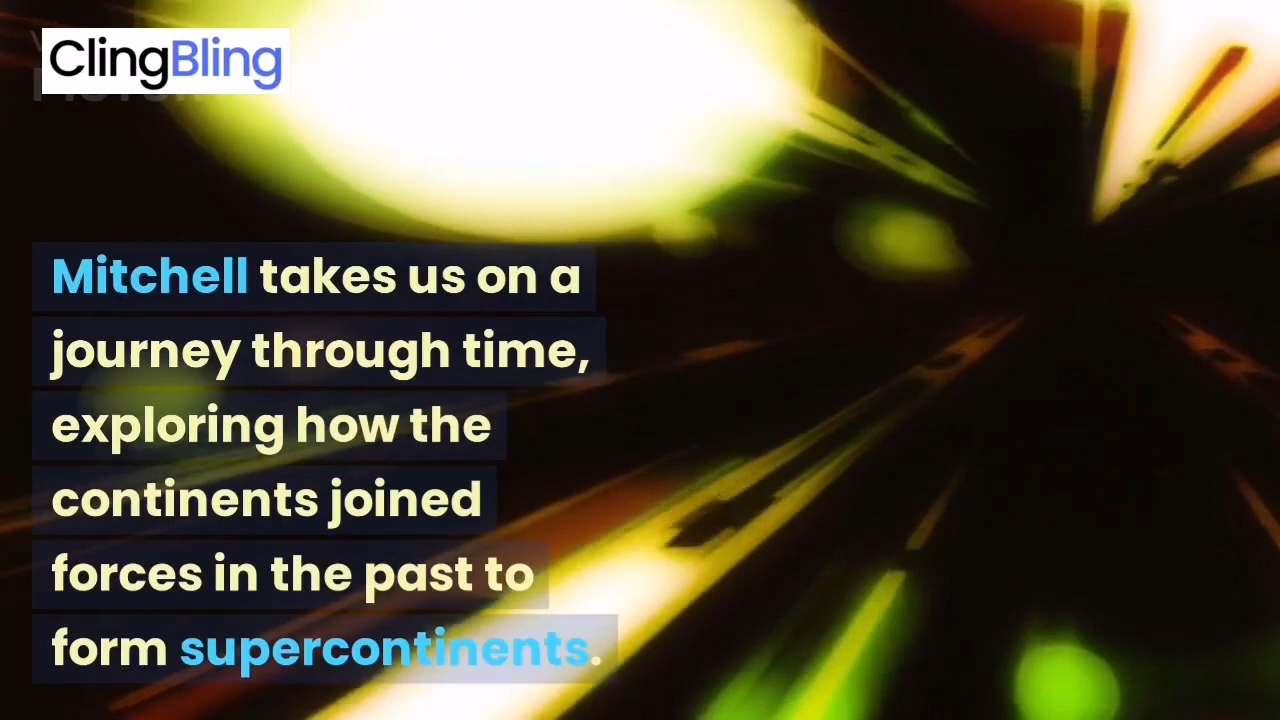 ClingBling
Mitchell takes us on a
journey through time,
exploring how the
continents joined
forces in the past to
form supercontinents.